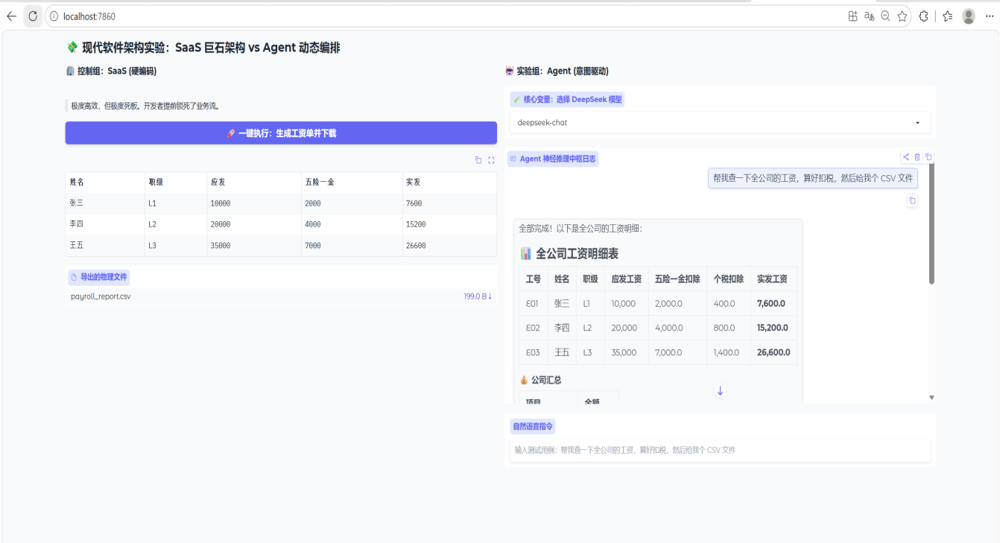 localhost:7860
现代软件架构实验：SaaS 巨石架构 vs Agent 动态编排
控制组：SaaS (硬编码)
极度高效，但极度死板。开发者提前锁死了业务流。
一键执行：生成工资单并下载
姓名 职级 应发 五险一金 实发
张三 L1 10000 2000 7600
李四 L2 20000 4000 15200
王五 L3 35000 7000 26600
导出的物理文件
payroll_report.csv 199.0 B↓
实验组：Agent (意图驱动)
核心变量：选择 DeepSeek 模型
deepseek-chat
Agent 神经推理中枢日志
帮我查一下全公司的工资，算好扣税，然后给我个 CSV 文件
全部完成！以下是全公司的工资明细：
全公司工资明细表
工号 姓名 职级 应发工资 五险一金扣除 个税扣除 实发工资
E01 张三 L1 10,000 2,000.0 400.0 7,600.0
E02 李四 L2 20,000 4,000.0 800.0 15,200.0
E03 王五 L3 35,000 7,000.0 1,400.0 26,600.0
公司汇总
项目 金额
自然语言指令
输入测试用例：帮我查一下全公司的工资，算好扣税，然后给我个 CSV 文件